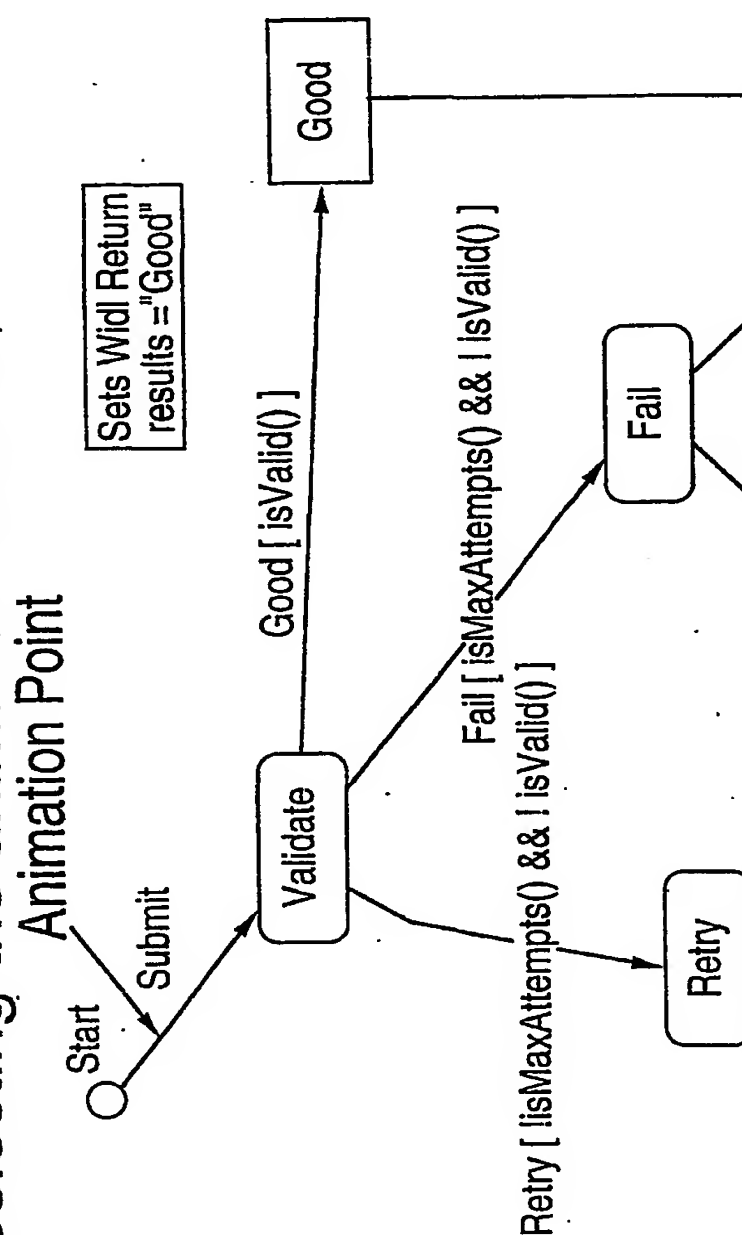 Animation Point
Start
Submit
Sets Widl Return
results ="Good"
Validate
Good [ isValid() ]
Good
Fail [ isMaxAttempts() && ! isValid() ]
Fail
Retry [ !isMaxAttempts() && ! isValid() ]
Retry